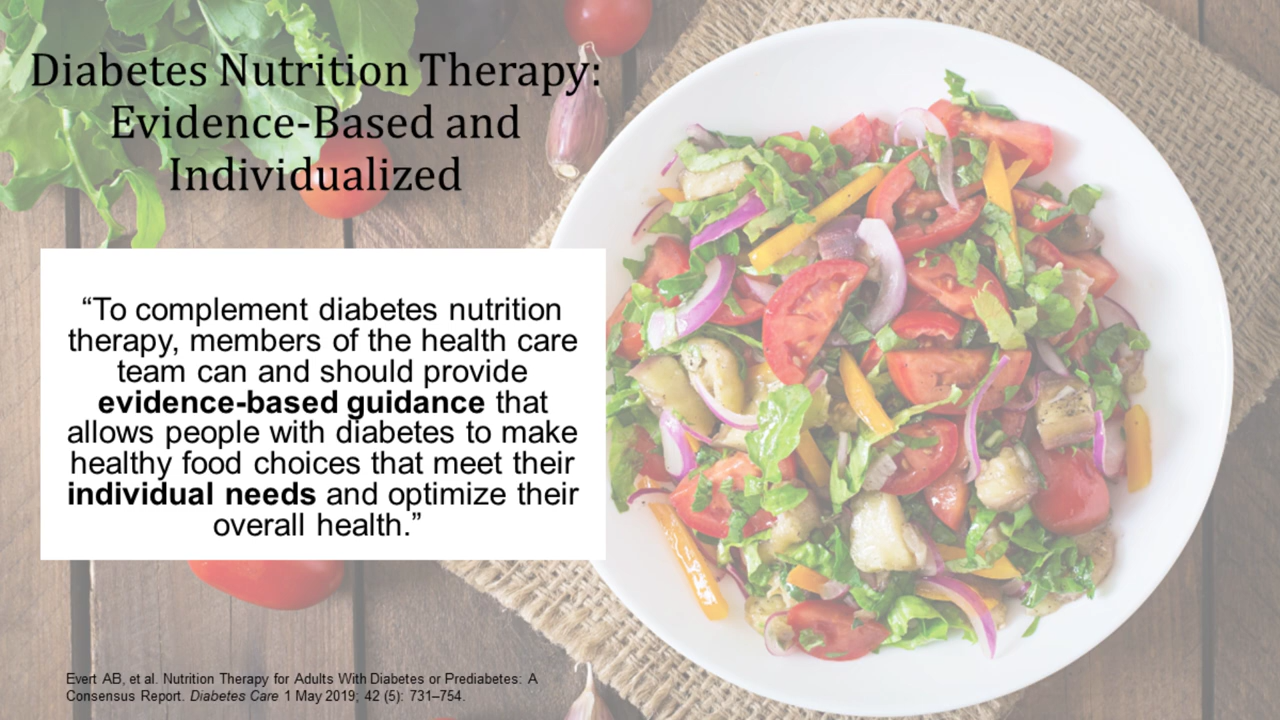 Diabetes Nutrition Therapy:
Evidence-Based and
Individualized
“To complement diabetes nutrition
therapy, members of the health care
team can and should provide
evidence-based guidance that
allows people with diabetes to make
healthy food choices that meet their
individual needs and optimize their
overall health.”
Evert AB, et al. Nutrition Therapy for Adults With Diabetes or Prediabetes: A
Consensus Report. Diabetes Care 1 May 2019; 42 (5): 731–754.